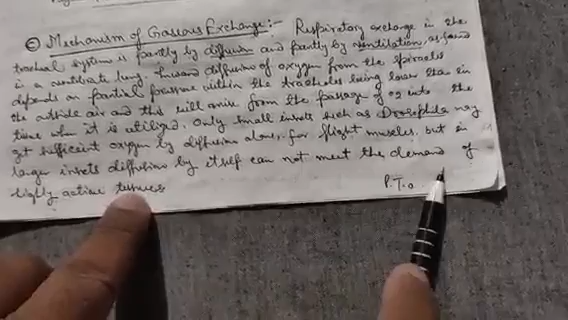 Mechanism of Gaseous Exchange :- Respiratory exchange in the
tracheal system is partly by diffusion and partly by ventilation, as found
in a ventilate lung. Inward diffusion of oxygen from the spiracles
depends on partial pressure within the tracheoles being lower than in
the outside air and this will arise from the passage of O2 into the
tissue when it is utilized. Only small insets such as Drosophila may
get sufficient oxygen by diffusion alone, for flight muscles, but in
larger insets diffusion by itself can not meet the demand of
highly active tissues
P.T.O